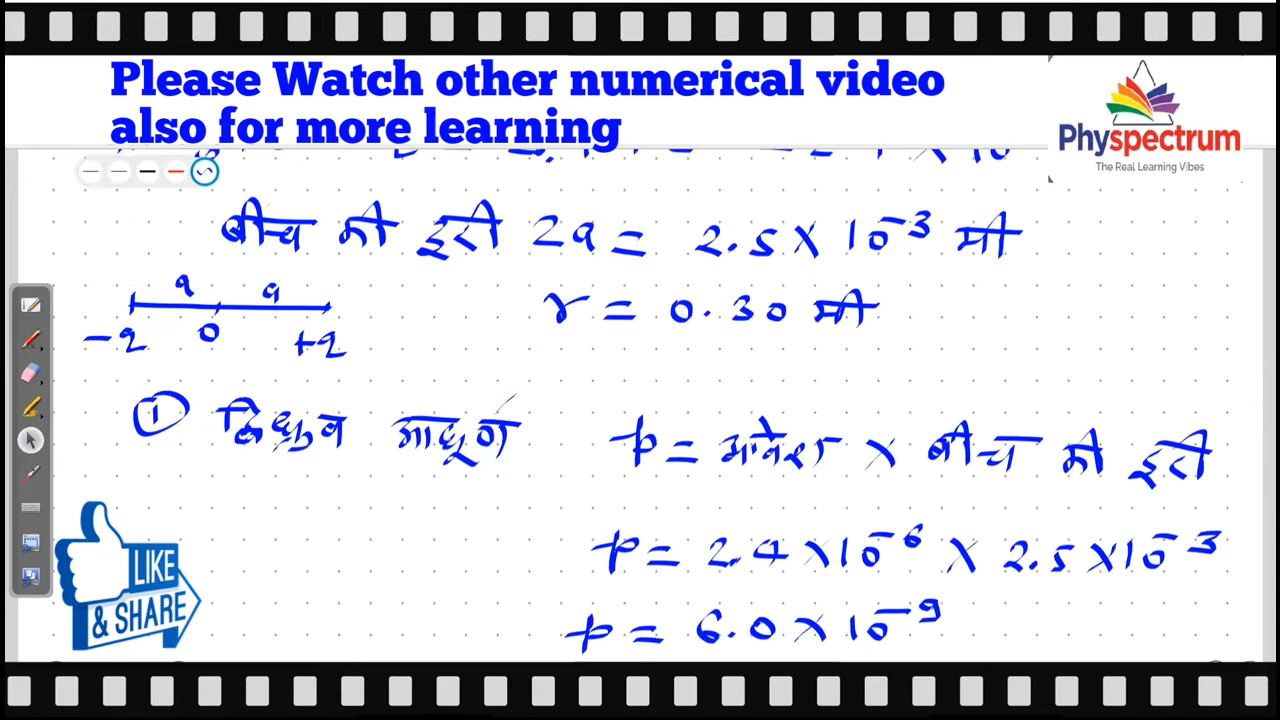 Please Watch other numerical video
also for more learning
Physpectrum
The Real Learning Vibes
बीच की दूरी 2a = 2.5 × 10⁻³ मी
a a
r = 0.30 मी
-q 0 +q
① द्विध्रुव आघूर्ण p = आवेश × बीच की दूरी
p = 2.4 × 10⁻⁶ × 2.5 × 10⁻³
p = 6.0 × 10⁻⁹
LIKE
& SHARE